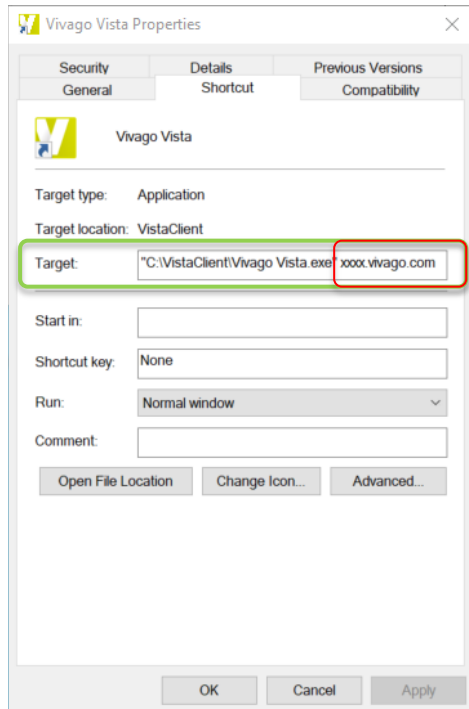 Vivago Vista Properties
Security Details Previous Versions
General Shortcut Compatibility
Vivago Vista
Target type: Application
Target location: VistaClient
Target: "C:\VistaClient\Vivago Vista.exe" xxxx.vivago.com
Start in:
Shortcut key: None
Run: Normal window
Comment:
Open File Location Change Icon... Advanced...
OK Cancel Apply